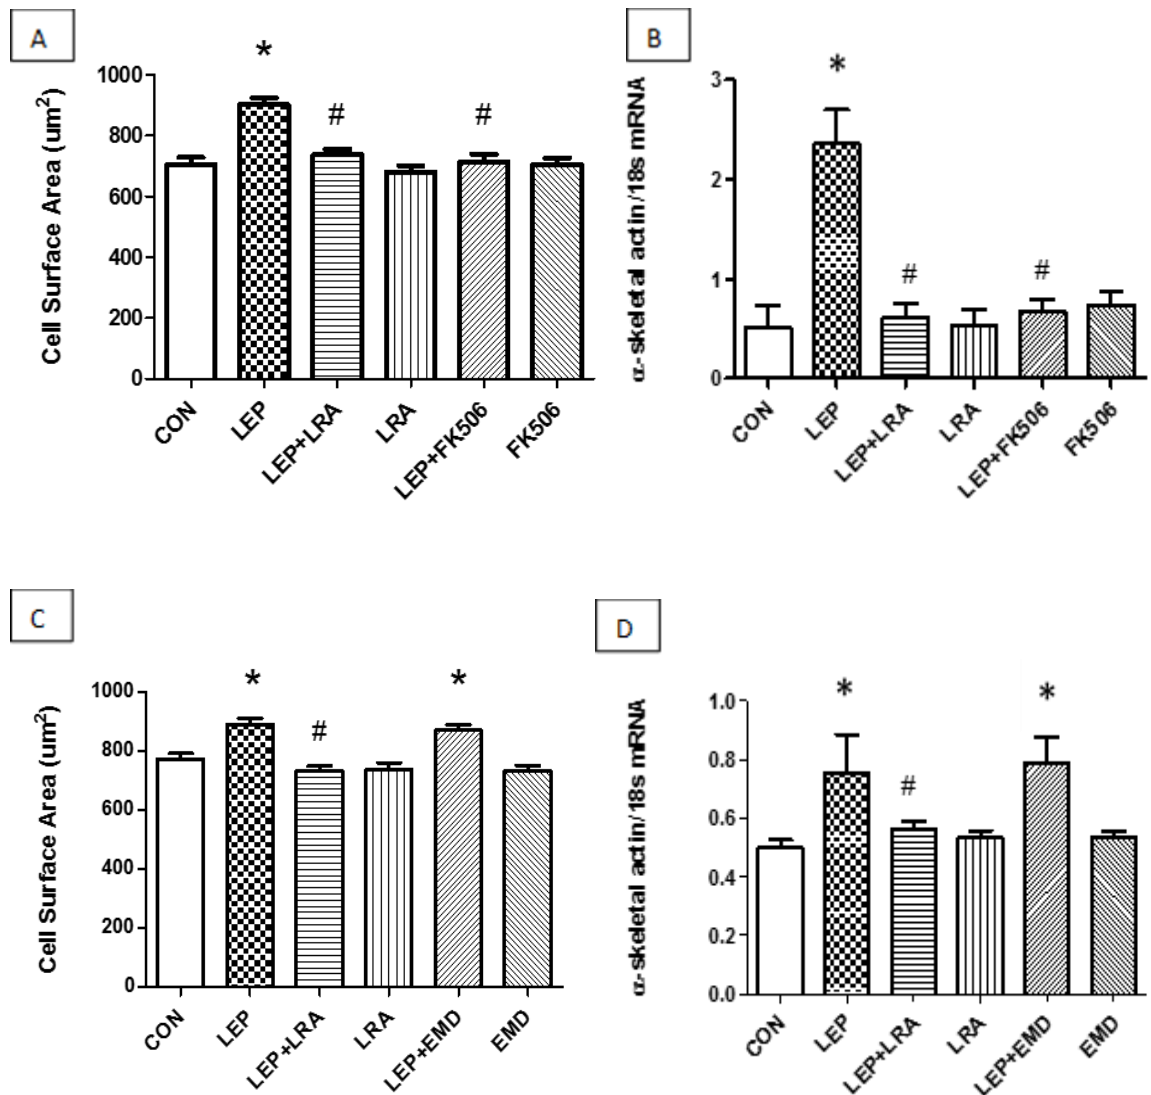 A
*
#
#
Cell Surface Area (um²)
1000
800
600
400
200
0
CON
LEP
LEP+LRA
LRA
LEP+FK506
FK506
B
*
#
#
α-skeletal actin/18s mRNA
3
2
1
0
CON
LEP
LEP+LRA
LRA
LEP+FK506
FK506
C
*
*
#
Cell Surface Area (um²)
1000
800
600
400
200
0
CON
LEP
LEP+LRA
LRA
LEP+EMD
EMD
D
*
*
#
α-skeletal actin/18s mRNA
1.0
0.8
0.6
0.4
0.2
0.0
CON
LEP
LEP+LRA
LRA
LEP+EMD
EMD